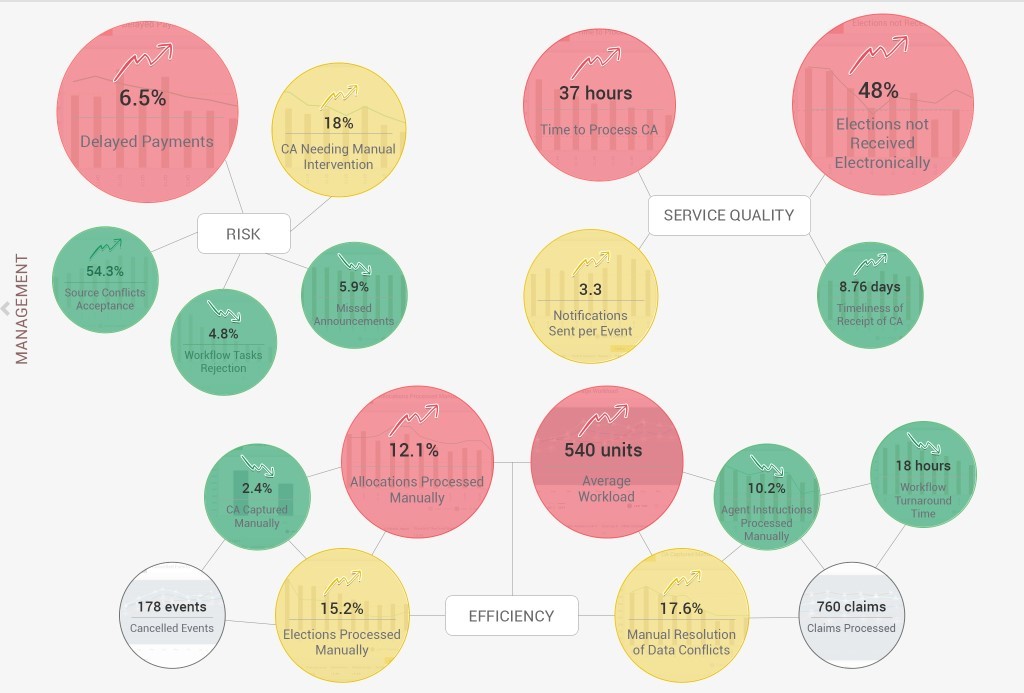 MANAGEMENT
6.5%
Delayed Payments
18%
CA Needing Manual
Intervention
RISK
54.3%
Source Conflicts
Acceptance
4.8%
Workflow Tasks
Rejection
5.9%
Missed
Announcements
37 hours
Time to Process CA
48%
Elections not
Received
Electronically
SERVICE QUALITY
3.3
Notifications
Sent per Event
8.76 days
Timeliness of
Receipt of CA
12.1%
Allocations Processed
Manually
2.4%
CA Captured
Manually
178 events
Cancelled Events
15.2%
Elections Processed
Manually
EFFICIENCY
540 units
Average
Workload
10.2%
Agent Instructions
Processed
Manually
18 hours
Workflow
Turnaround
Time
17.6%
Manual Resolution
of Data Conflicts
760 claims
Claims Processed